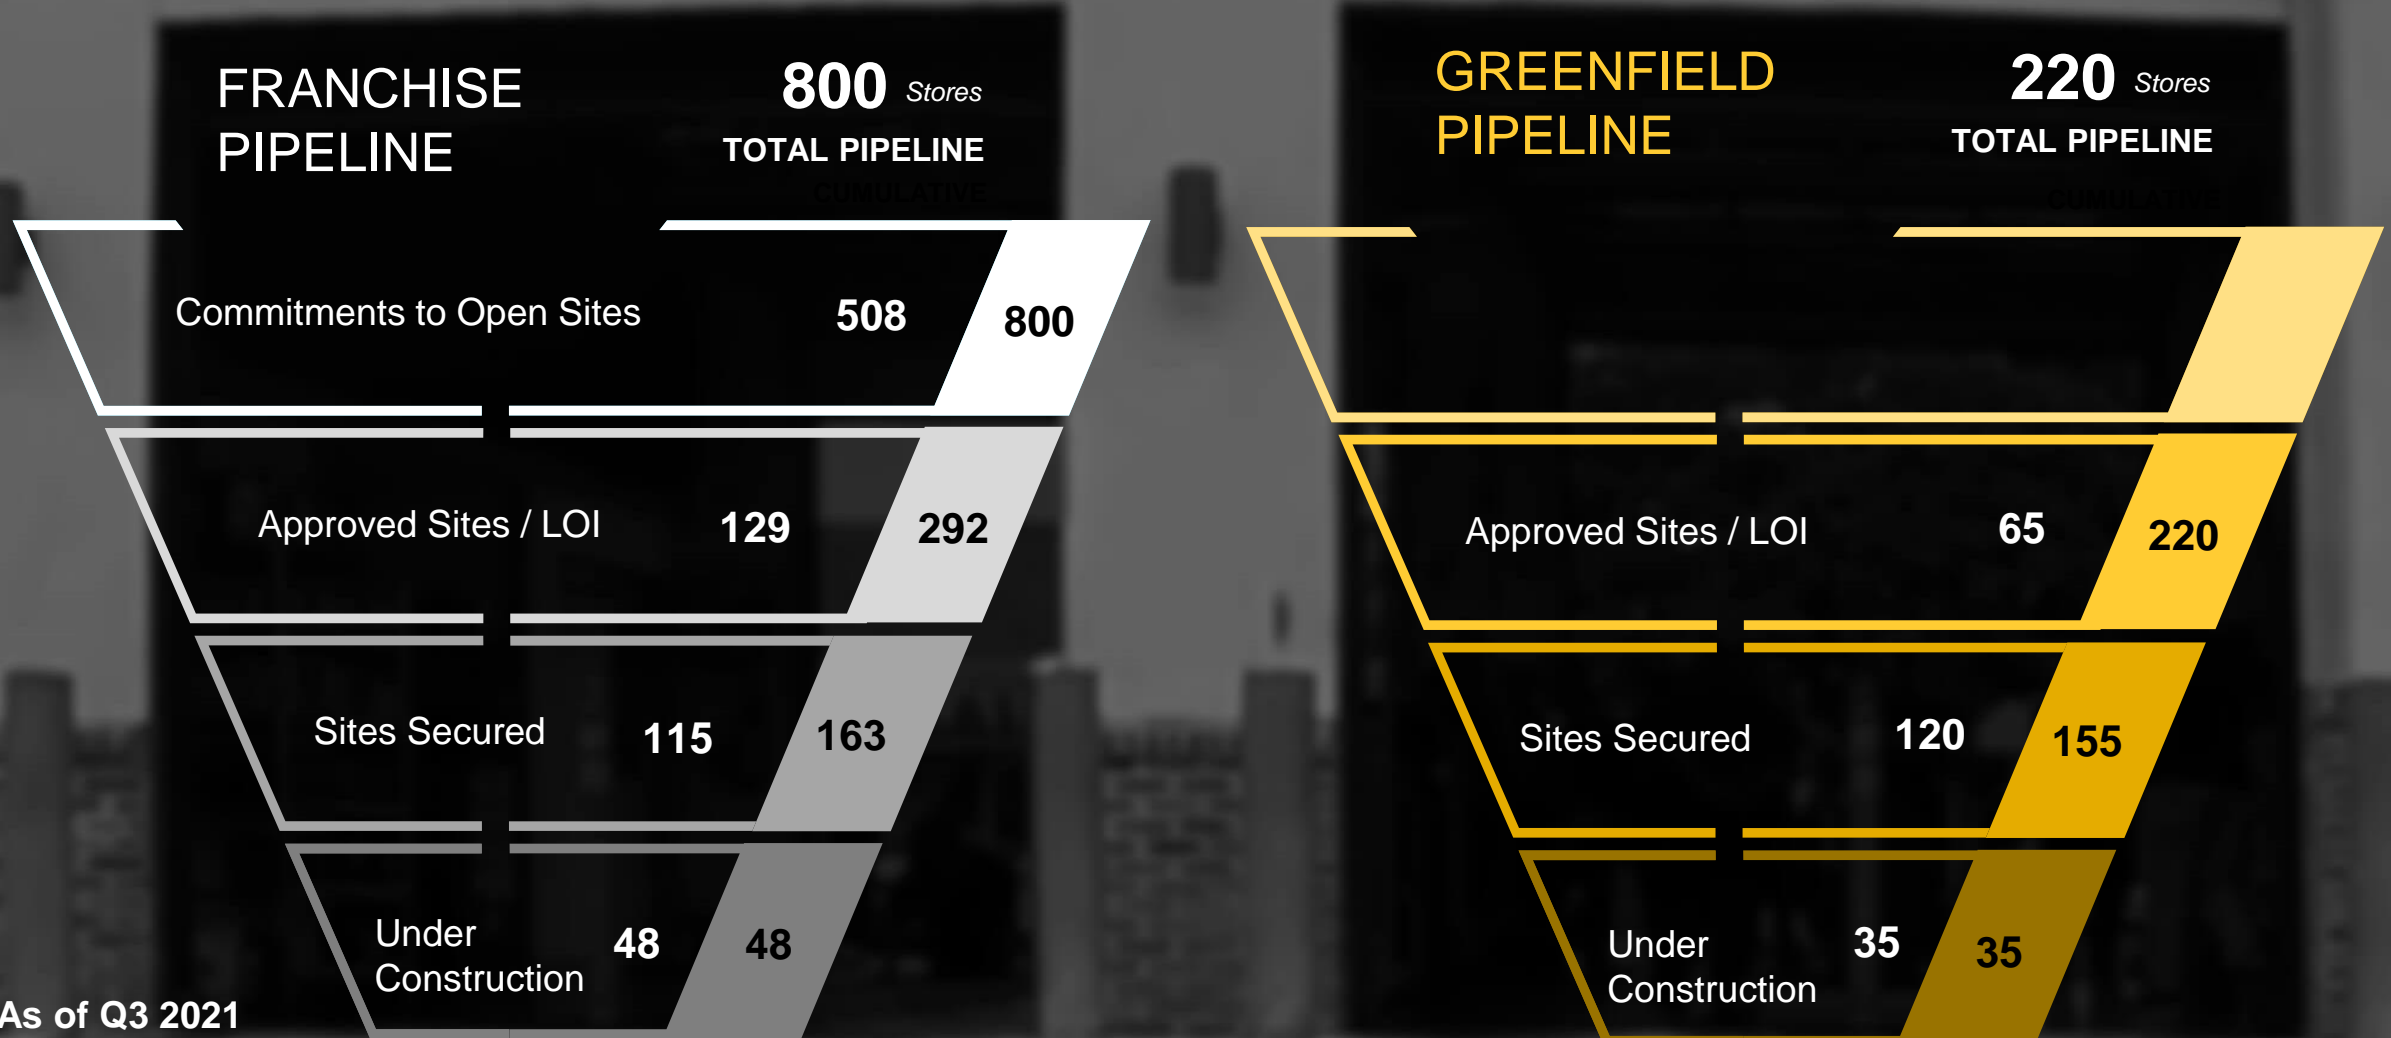 FRANCHISE
PIPELINE
800 Stores
TOTAL PIPELINE
CUMULATIVE
Commitments to Open Sites 508 800
Approved Sites / LOI 129 292
Sites Secured 115 163
Under
Construction 48 48
As of Q3 2021
GREENFIELD
PIPELINE
220 Stores
TOTAL PIPELINE
CUMULATIVE
Approved Sites / LOI 65 220
Sites Secured 120 155
Under
Construction 35 35